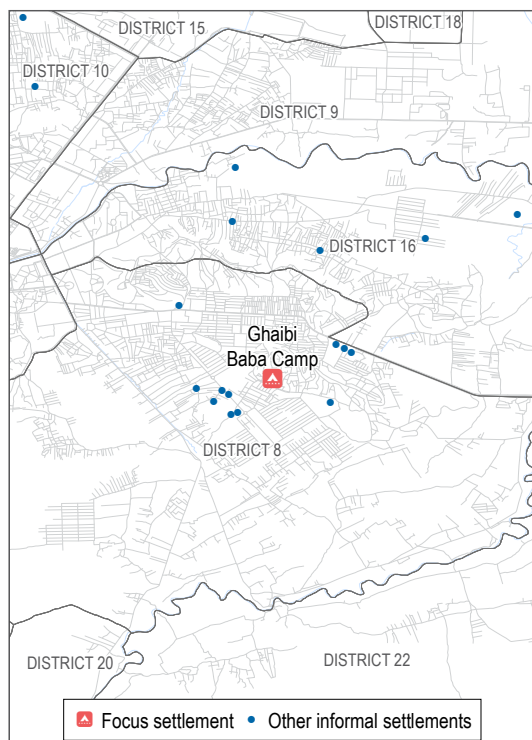 DISTRICT 18
DISTRICT 15
DISTRICT 10
DISTRICT 9
DISTRICT 16
Ghaibi
Baba Camp
DISTRICT 8
DISTRICT 20
DISTRICT 22
Focus settlement
Other informal settlements